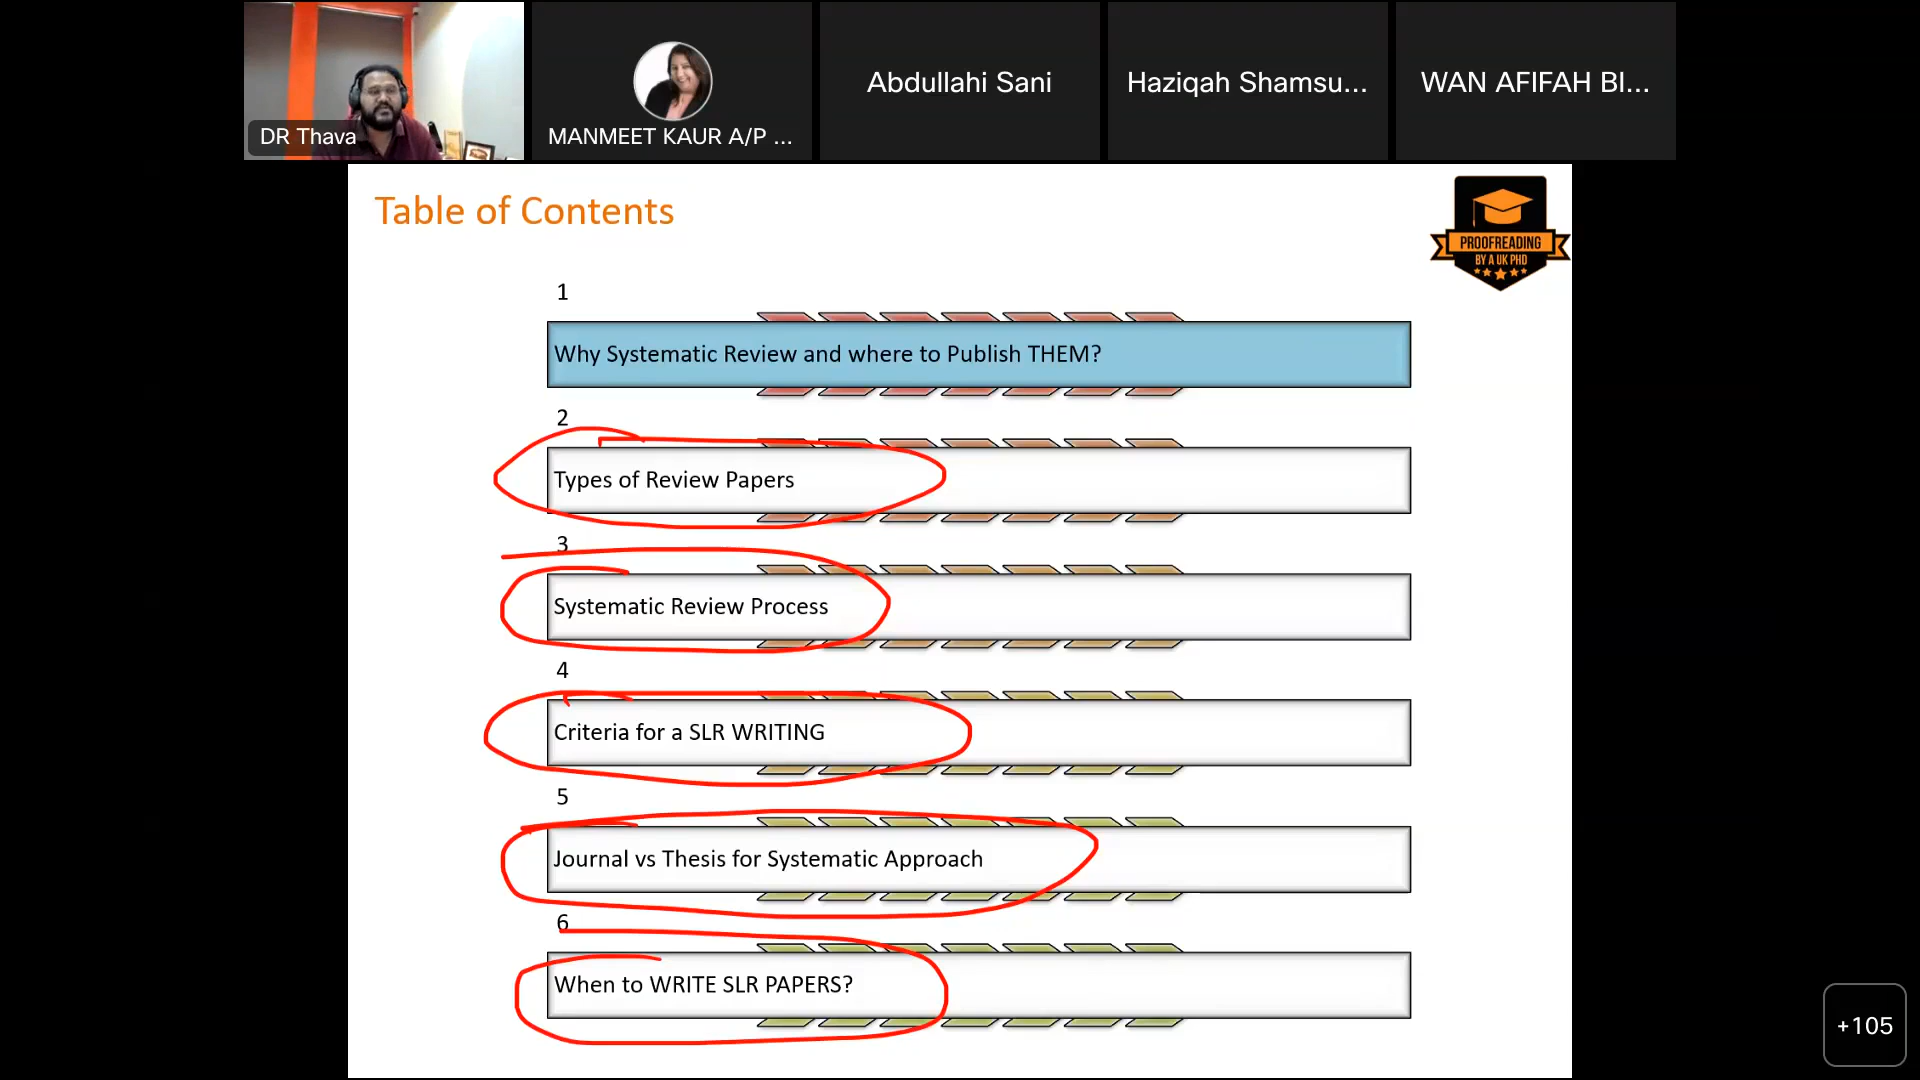 DR Thava
MANMEET KAUR A/P ...
Abdullahi Sani
Haziqah Shamsu...
WAN AFIFAH BI...
Table of Contents
PROOFREADING
BY A UK PHD
1
Why Systematic Review and where to Publish THEM?
2
Types of Review Papers
3
Systematic Review Process
4
Criteria for a SLR WRITING
5
Journal vs Thesis for Systematic Approach
6
When to WRITE SLR PAPERS?
+105